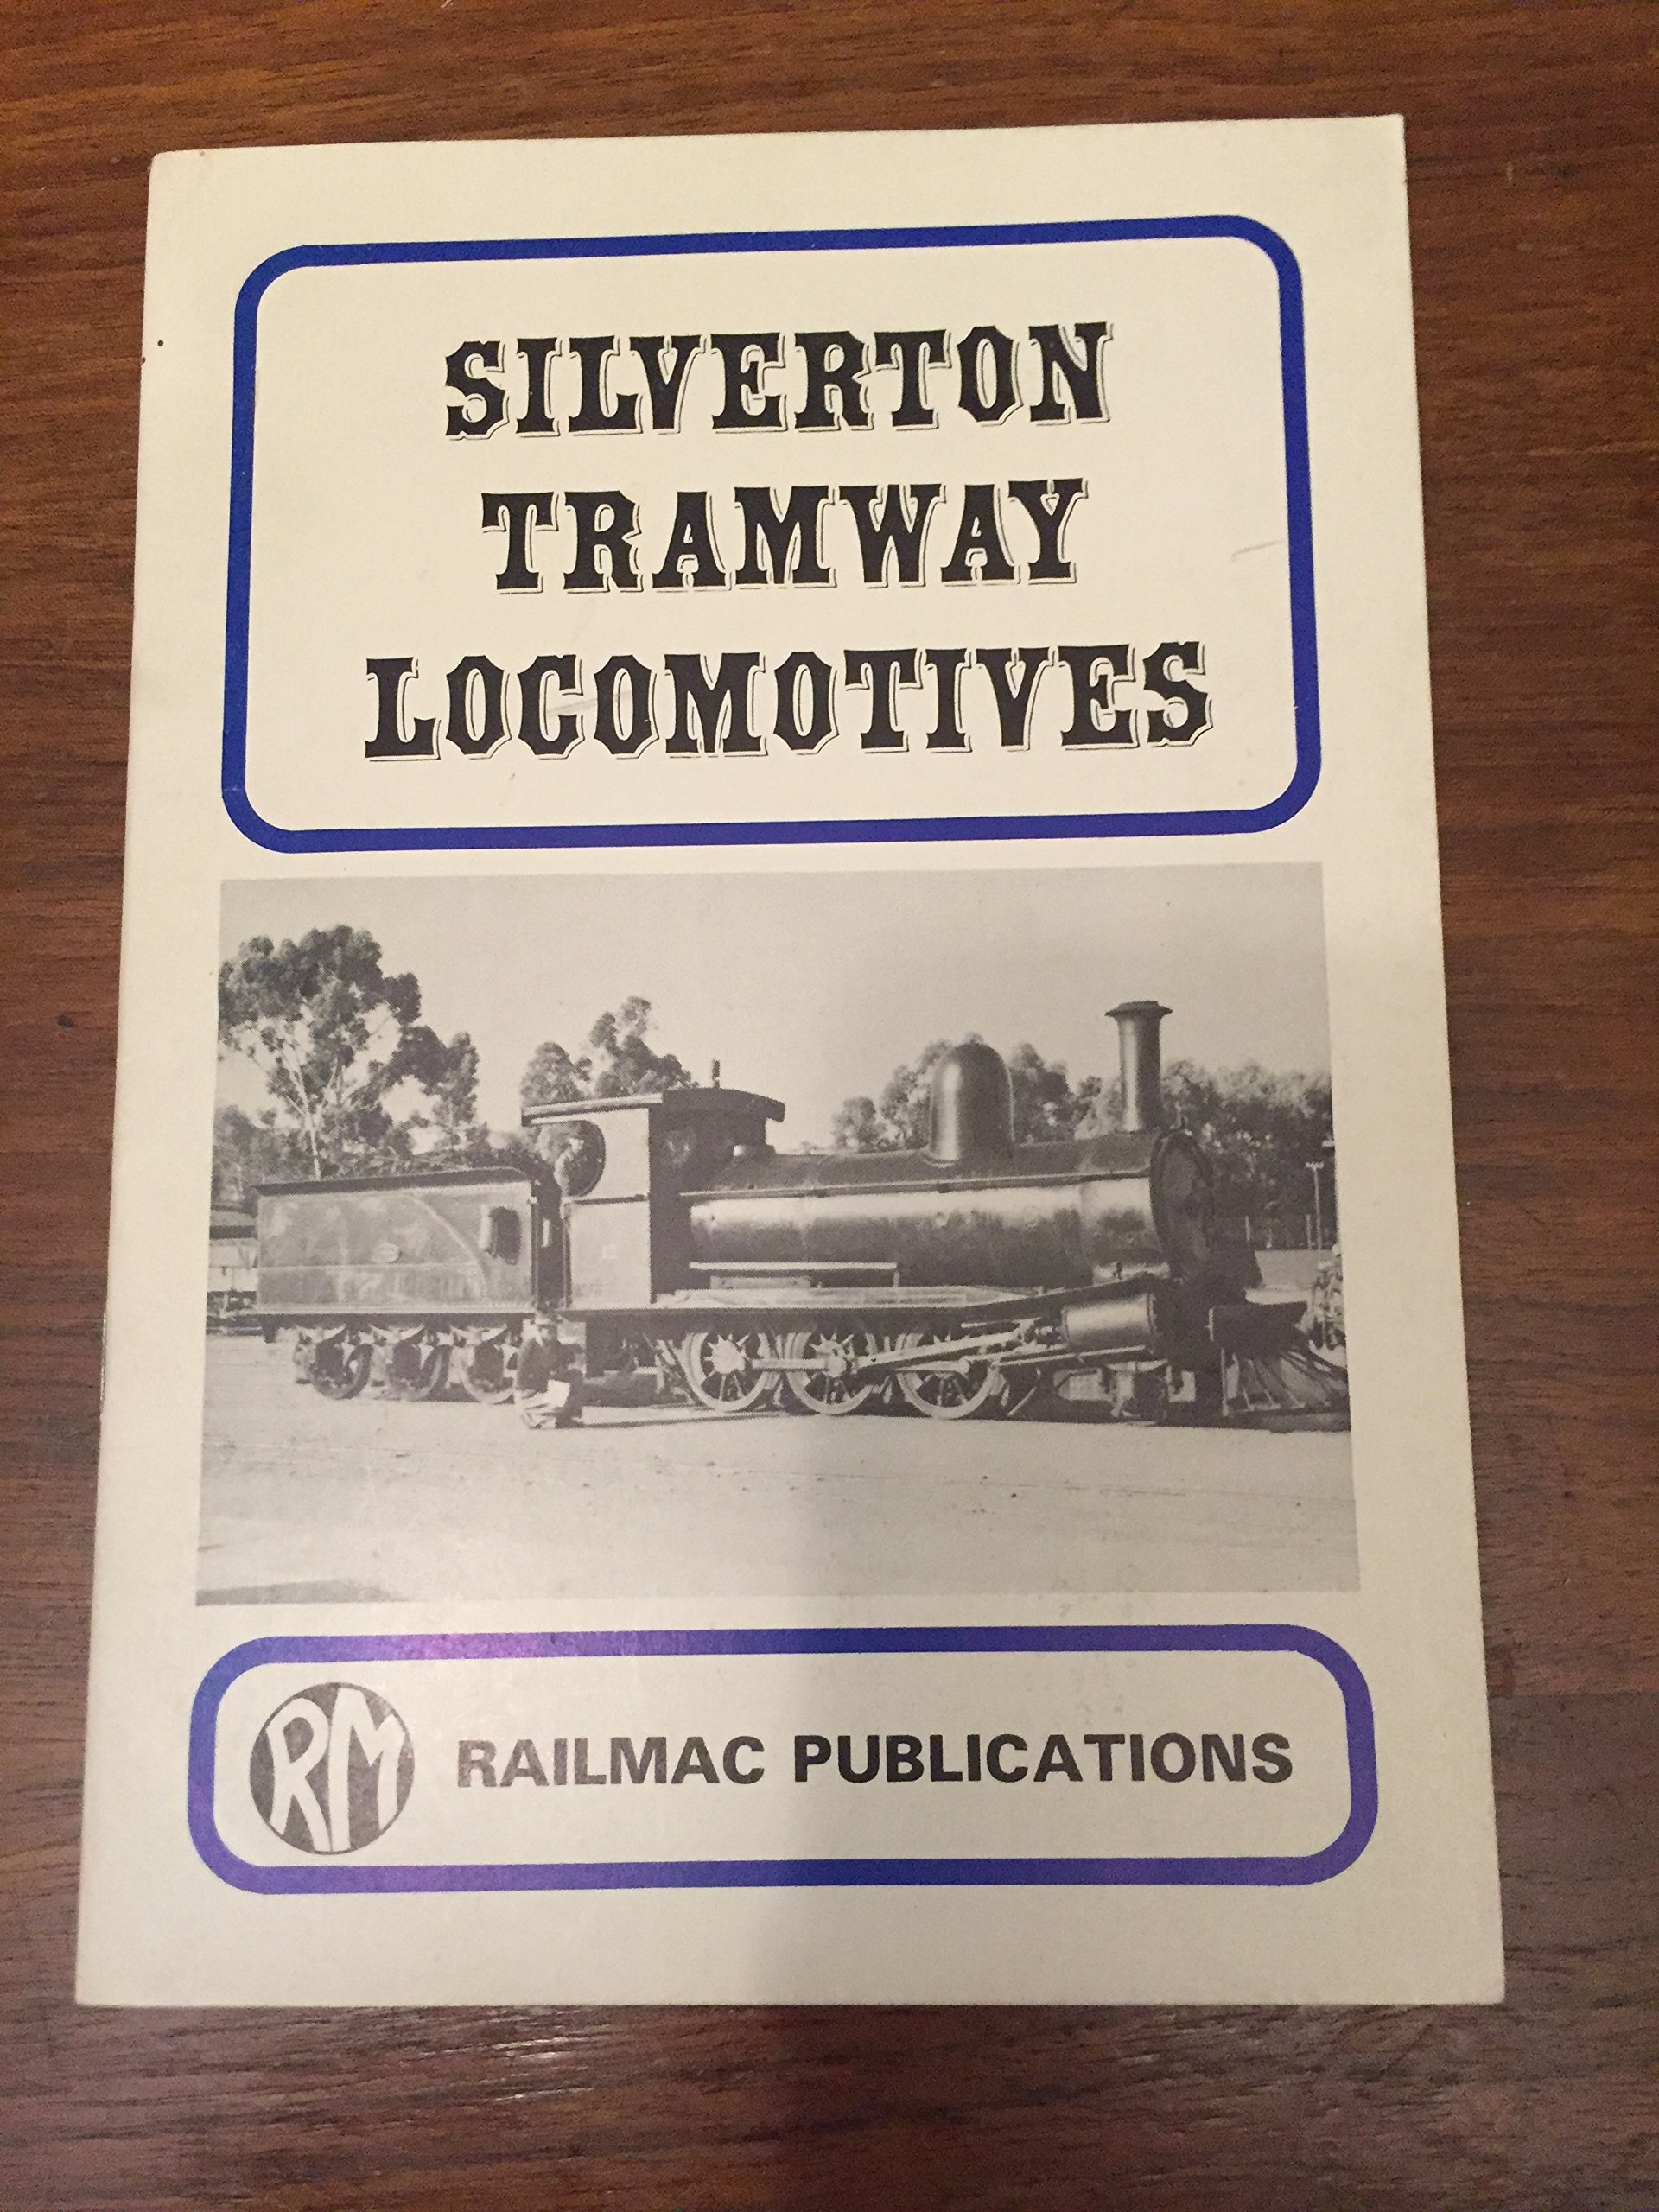 SILVERTON
TRAMWAY
LOCOMOTIVES
RM RAILMAC PUBLICATIONS